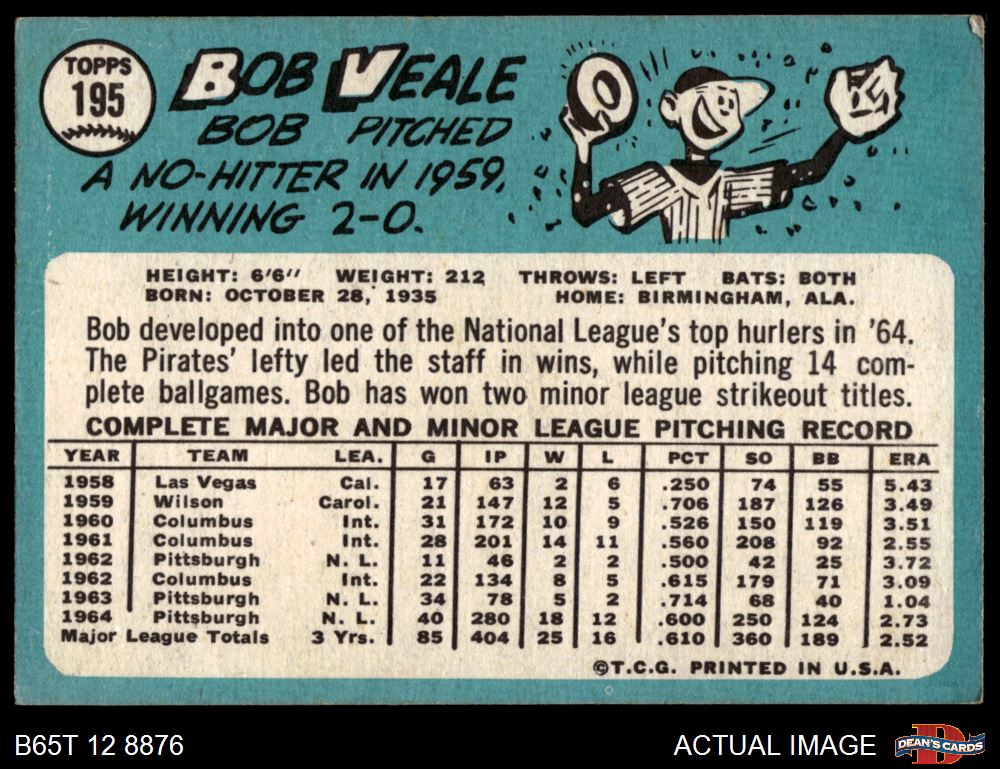 TOPPS
195
BOB VEALE
BOB PITCHED
A NO-HITTER IN 1959,
WINNING 2-0.
HEIGHT: 6'6" WEIGHT: 212 THROWS: LEFT BATS: BOTH
BORN: OCTOBER 28, 1935 HOME: BIRMINGHAM, ALA.
Bob developed into one of the National League's top hurlers in '64.
The Pirates' lefty led the staff in wins, while pitching 14 com-
plete ballgames. Bob has won two minor league strikeout titles.
COMPLETE MAJOR AND MINOR LEAGUE PITCHING RECORD
YEAR TEAM LEA. G IP W L PCT SO BB ERA
1958 Las Vegas Cal. 17 63 2 6 .250 74 55 5.43
1959 Wilson Carol. 21 147 12 5 .706 187 126 3.49
1960 Columbus Int. 31 172 10 9 .526 150 119 3.51
1961 Columbus Int. 28 201 14 11 .560 208 92 2.55
1962 Pittsburgh N. L. 11 46 2 2 .500 42 25 3.72
1962 Columbus Int. 22 134 8 5 .615 179 71 3.09
1963 Pittsburgh N. L. 34 78 5 2 .714 68 40 1.04
1964 Pittsburgh N. L. 40 280 18 12 .600 250 124 2.73
Major League Totals 3 Yrs. 85 404 25 16 .610 360 189 2.52
©T.C.G. PRINTED IN U.S.A.
B65T 12 8876 ACTUAL IMAGE DEAN'S CARDS